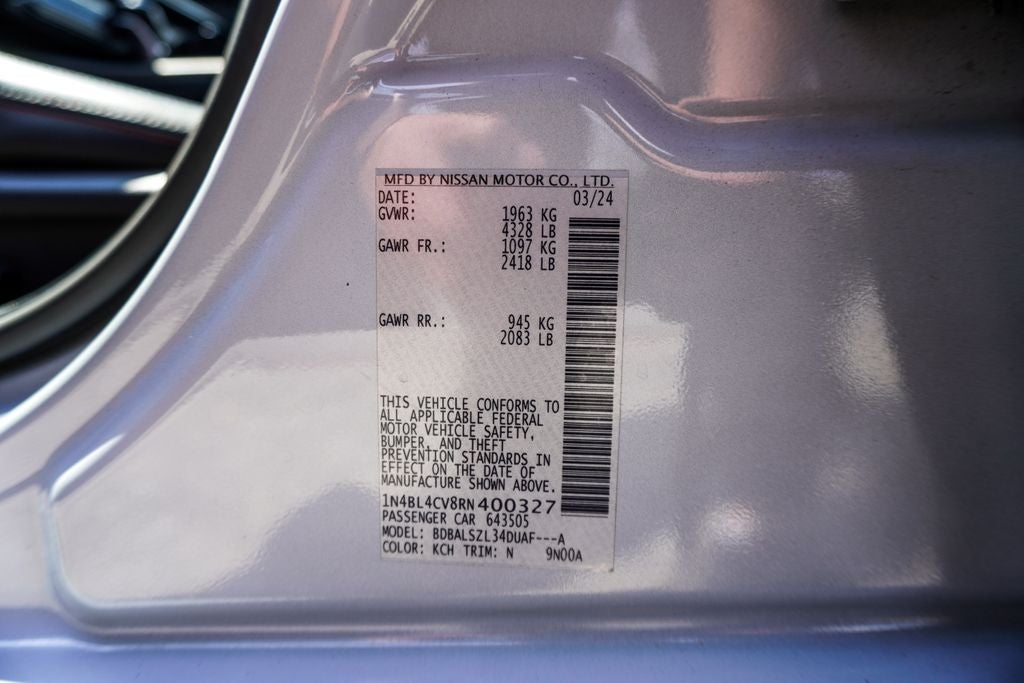 MFD BY NISSAN MOTOR CO., LTD.
DATE: 03/24
GVWR: 1963 KG
4328 LB
GAWR FR.: 1097 KG
2418 LB
GAWR RR.: 945 KG
2083 LB
THIS VEHICLE CONFORMS TO
ALL APPLICABLE FEDERAL
MOTOR VEHICLE SAFETY,
BUMPER, AND THEFT
PREVENTION STANDARDS IN
EFFECT ON THE DATE OF
MANUFACTURE SHOWN ABOVE.
1N4BL4CV8RN400327
PASSENGER CAR 643505
MODEL: BDBALSZL34DUAF---A
COLOR: KCH TRIM: N 9N00A